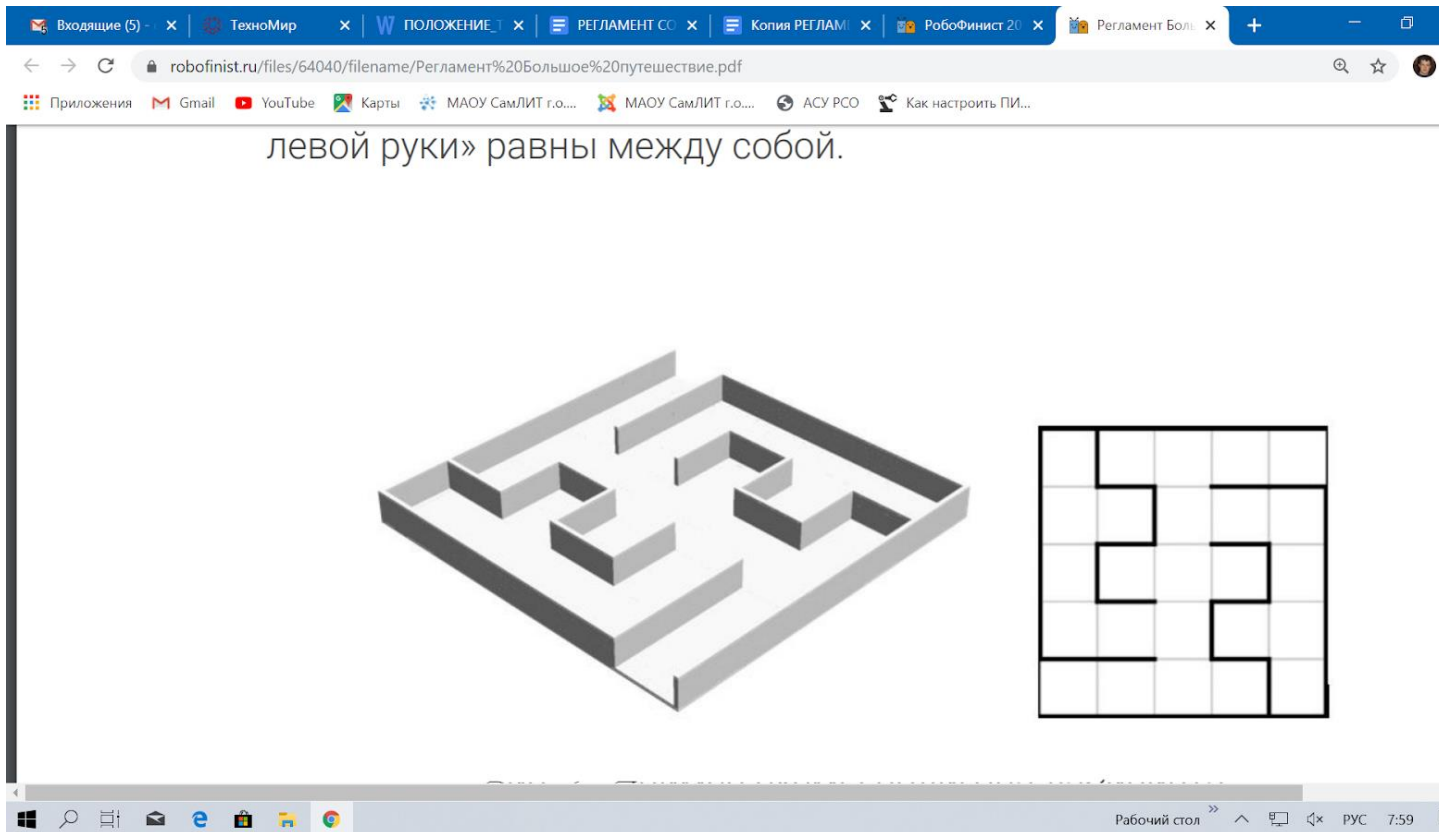 Входящие (5) -
ТехноМир
ПОЛОЖЕНИЕ_Т
РЕГЛАМЕНТ СО
Копия РЕГЛАМ
РобоФинист 20
Регламент Бол
robofinist.ru/files/64040/filename/Регламент%20Большое%20путешествие.pdf
Приложения
Gmail
YouTube
Карты
МАОУ СамЛИТ г.о....
МАОУ СамЛИТ г.о....
АСУ РСО
Как настроить ПИ...
левой руки» равны между собой.
Рабочий стол
РУС
7:59